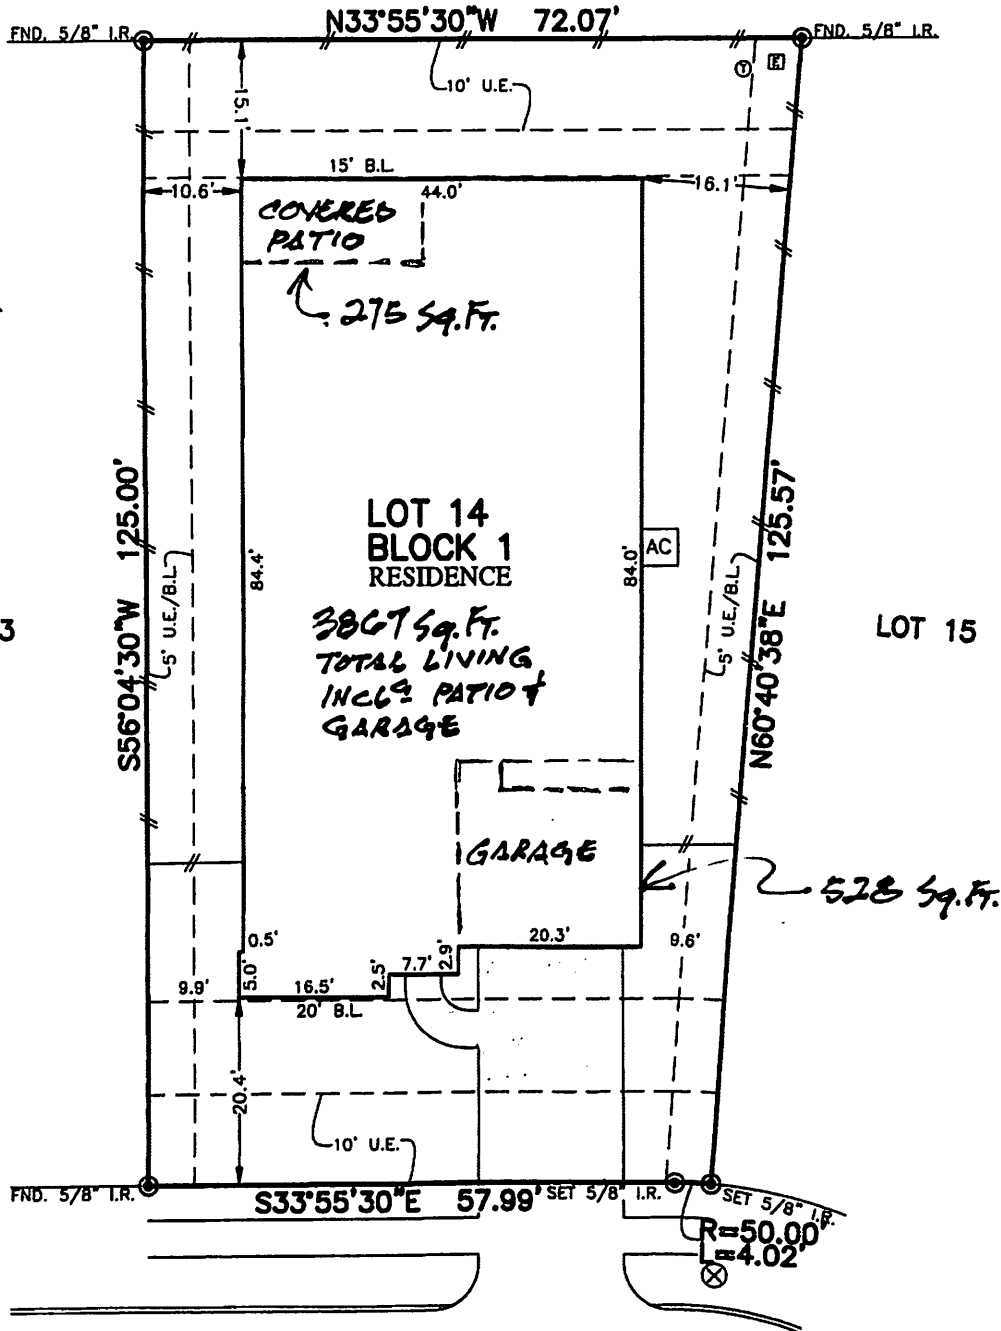 N33°55'30"W 72.07'
FND. 5/8" I.R.
FND. 5/8" I.R.
T
E
10' U.E.
15.1'
15' B.L.
10.6'
44.0'
16.1'
COVERED
PATIO
275 Sq.Ft.
S56°04'30"W 125.00'
5' U.E./B.L.
84.4'
LOT 14
BLOCK 1
RESIDENCE
84.0'
AC
5' U.E./B.L.
N60°40'38"E 125.57'
3
LOT 15
3867 Sq.Ft.
TOTAL LIVING
INCLG PATIO &
GARAGE
GARAGE
528 Sq.Ft.
0.5'
5.0'
9.9'
16.5'
2.5'
7.7'
2.9'
20.3'
9.6'
20' B.L.
20.4'
10' U.E.
FND. 5/8" I.R.
S33°55'30"E 57.99'
SET 5/8" I.R.
SET 5/8" I.R.
R=50.00'
L=4.02'